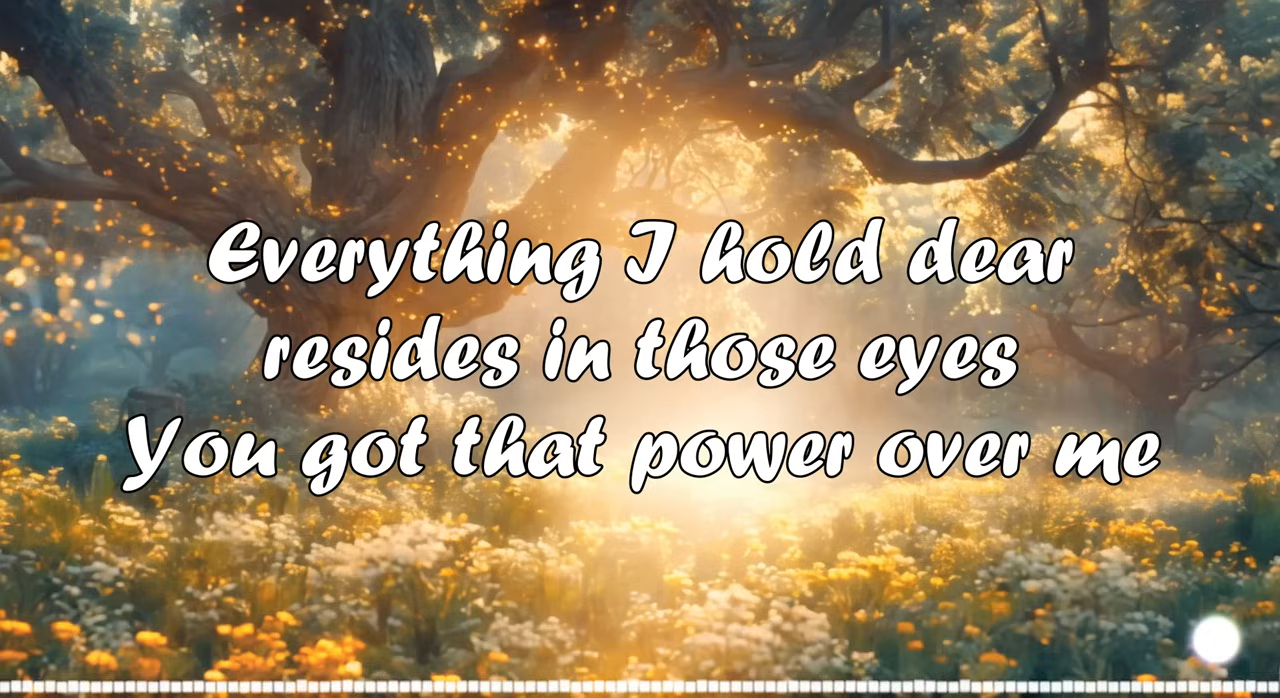 Everything I hold dear
resides in those eyes
You got that power over me